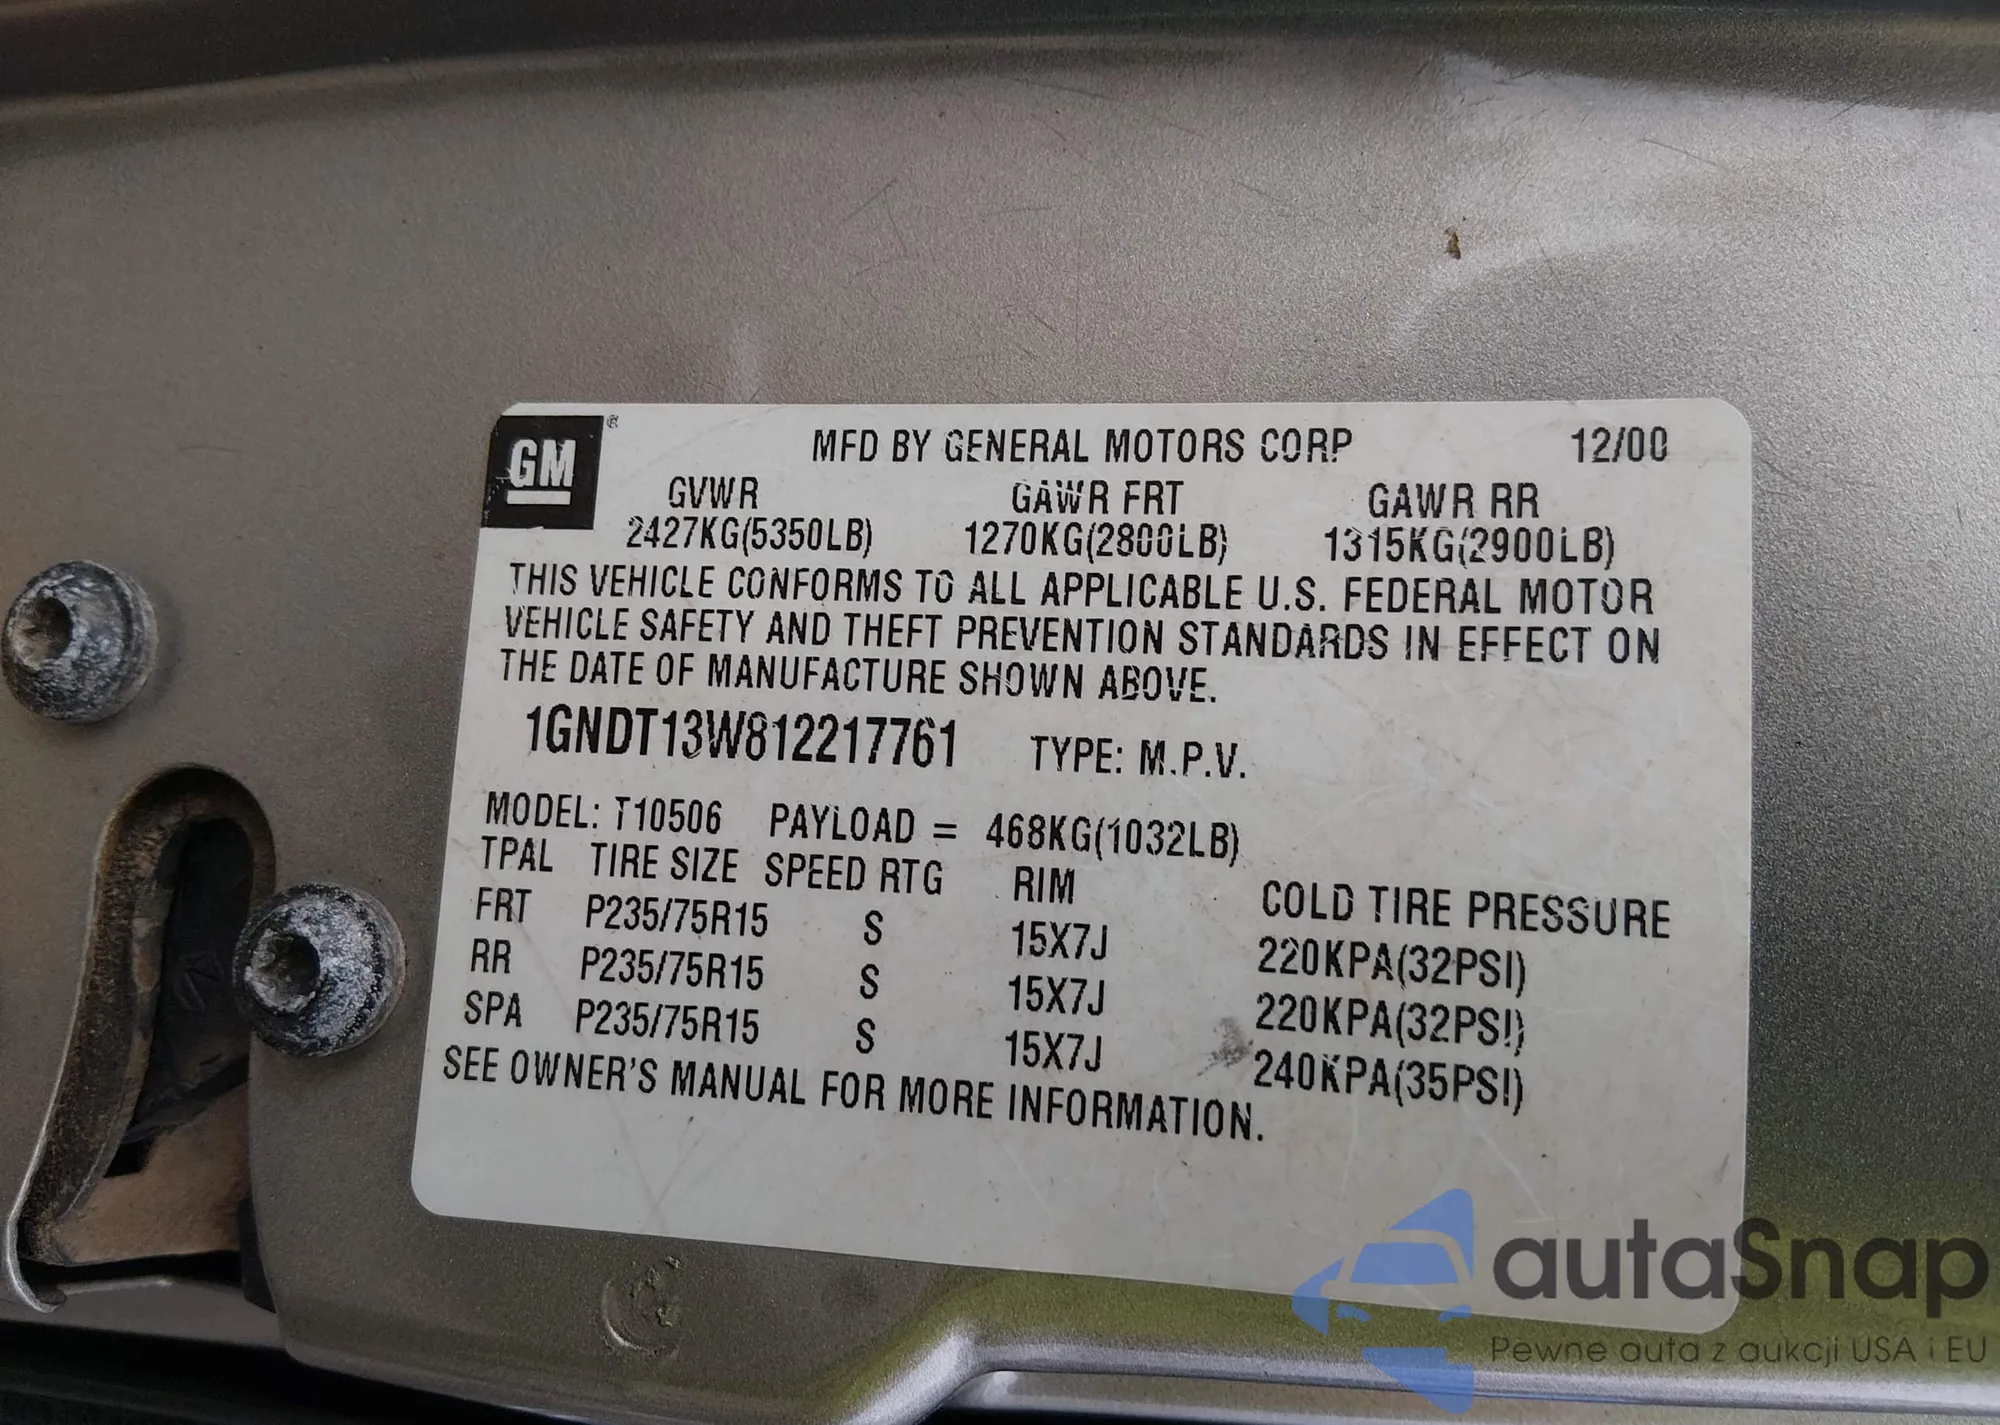 GM
MFD BY GENERAL MOTORS CORP 12/00
GVWR GAWR FRT GAWR RR
2427KG(5350LB) 1270KG(2800LB) 1315KG(2900LB)
THIS VEHICLE CONFORMS TO ALL APPLICABLE U.S. FEDERAL MOTOR
VEHICLE SAFETY AND THEFT PREVENTION STANDARDS IN EFFECT ON
THE DATE OF MANUFACTURE SHOWN ABOVE.
1GNDT13W812217761 TYPE: M.P.V.
MODEL: T10506 PAYLOAD = 468KG(1032LB)
TPAL TIRE SIZE SPEED RTG RIM COLD TIRE PRESSURE
FRT P235/75R15 S 15X7J 220KPA(32PSI)
RR P235/75R15 S 15X7J 220KPA(32PSI)
SPA P235/75R15 S 15X7J 240KPA(35PSI)
SEE OWNER'S MANUAL FOR MORE INFORMATION.
autaSnap
Pewne auta z aukcji USA i EU